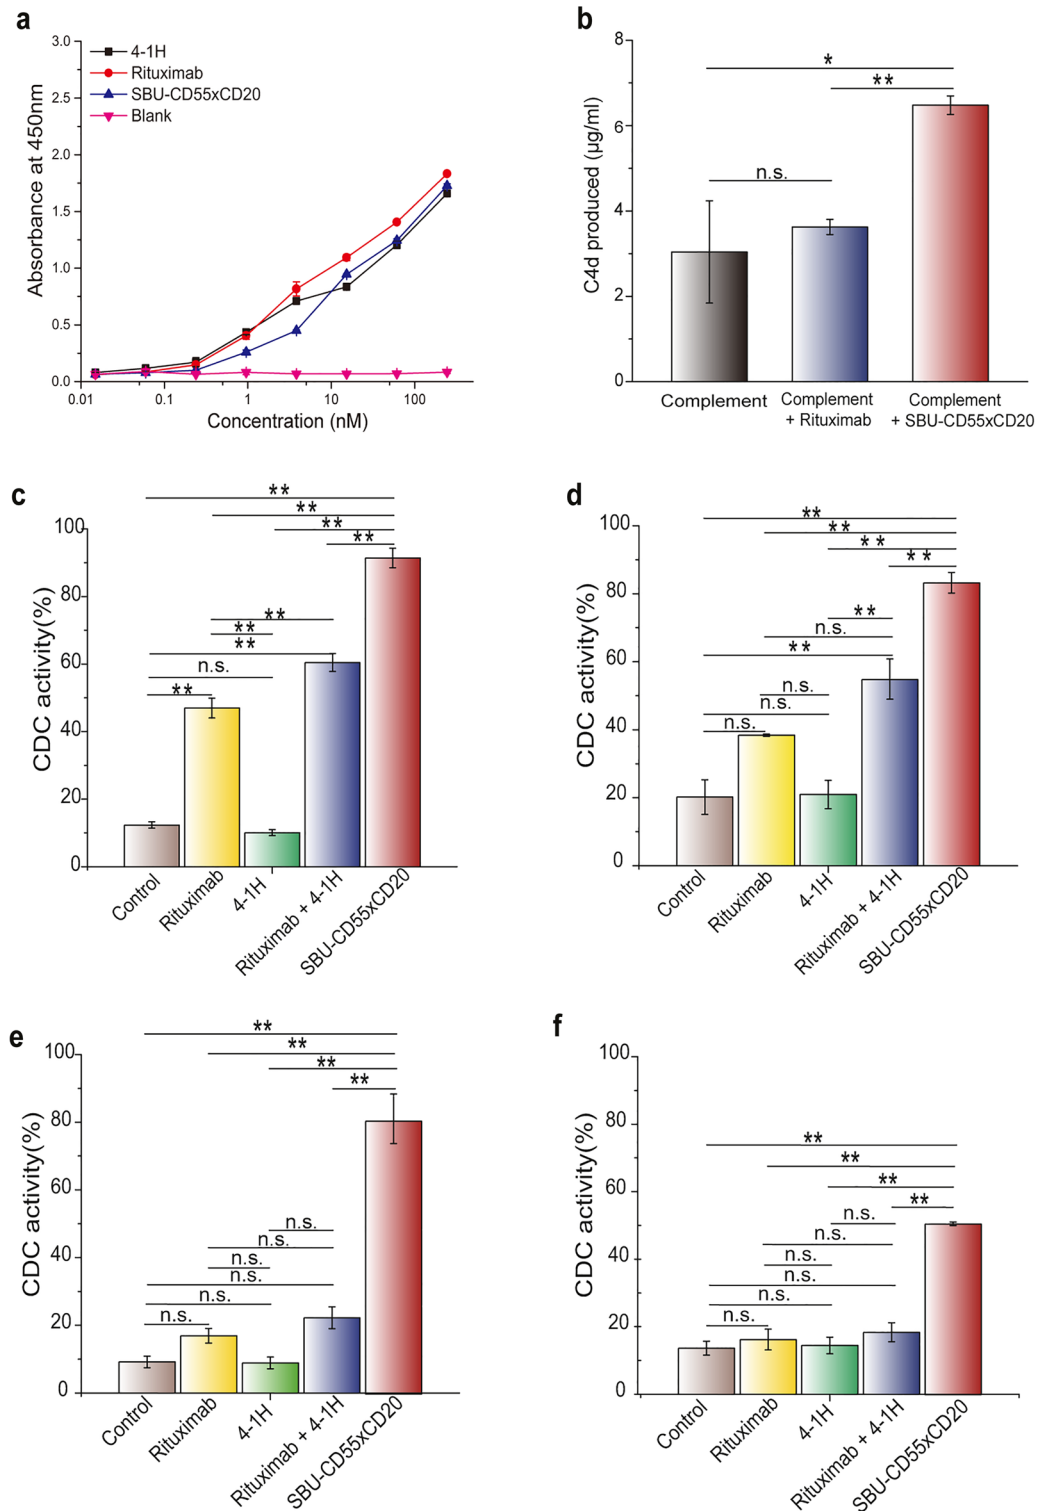 a
3.0
2.5
2.0
1.5
1.0
0.5
0.0
Absorbance at 450nm
4-1H
Rituximab
SBU-CD55xCD20
Blank
0.01
0.1
1
10
100
Concentration (nM)
b
8
6
4
2
0
C4d produced (µg/ml)
*
**
n.s.
Complement
Complement
+ Rituximab
Complement
+ SBU-CD55xCD20
c
100
80
60
40
20
0
CDC activity(%)
**
**
**
**
**
**
**
n.s.
**
Control
Rituximab
4-1H
Rituximab + 4-1H
SBU-CD55xCD20
d
100
80
60
40
20
0
CDC activity(%)
**
**
**
**
**
n.s.
**
n.s.
n.s.
n.s.
Control
Rituximab
4-1H
Rituximab + 4-1H
SBU-CD55xCD20
e
100
80
60
40
20
0
CDC activity(%)
**
**
**
**
n.s.
n.s.
n.s.
n.s.
n.s.
n.s.
Control
Rituximab
4-1H
Rituximab + 4-1H
SBU-CD55xCD20
f
100
80
60
40
20
0
CDC activity(%)
**
**
**
**
n.s.
n.s.
n.s.
n.s.
n.s.
n.s.
Control
Rituximab
4-1H
Rituximab + 4-1H
SBU-CD55xCD20